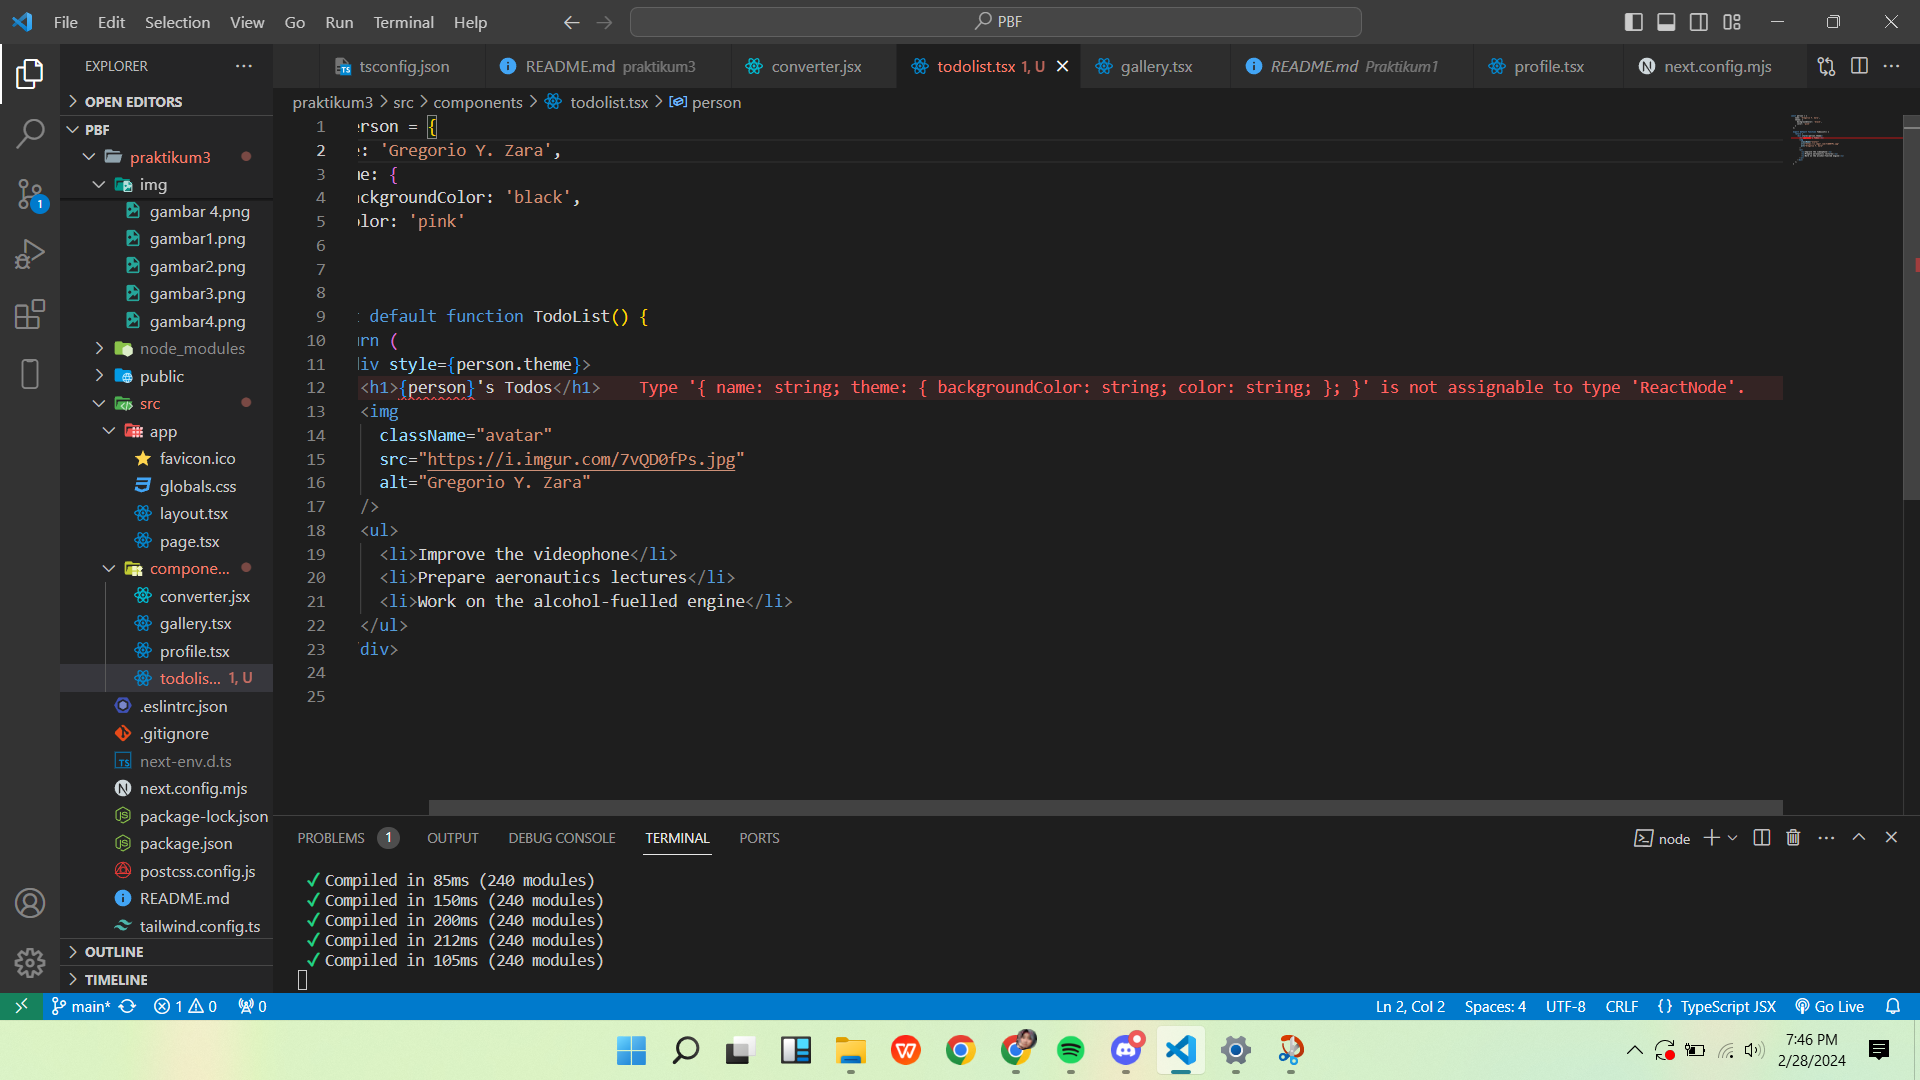 File Edit Selection View Go Run Terminal Help
PBF
EXPLORER
OPEN EDITORS
PBF
praktikum3
img
gambar 4.png
gambar1.png
gambar2.png
gambar3.png
gambar4.png
node_modules
public
src
app
favicon.ico
globals.css
layout.tsx
page.tsx
compone...
converter.jsx
gallery.tsx
profile.tsx
todolis... 1, U
.eslintrc.json
.gitignore
next-env.d.ts
next.config.mjs
package-lock.json
package.json
postcss.config.js
README.md
tailwind.config.ts
OUTLINE
TIMELINE
tsconfig.json README.md praktikum3 converter.jsx todolist.tsx 1, U gallery.tsx README.md Praktikum1 profile.tsx next.config.mjs
praktikum3 > src > components > todolist.tsx > person
1 erson = {
2 e: 'Gregorio Y. Zara',
3 me: {
4 ackgroundColor: 'black',
5 olor: 'pink'
6
7
8
9 t default function TodoList() {
10 urn (
11 div style={person.theme}>
12 <h1>{person}'s Todos</h1> Type '{ name: string; theme: { backgroundColor: string; color: string; }; }' is not assignable to type 'ReactNode'.
13 <img
14 className="avatar"
15 src="https://i.imgur.com/7vQD0fPs.jpg"
16 alt="Gregorio Y. Zara"
17 />
18 <ul>
19 <li>Improve the videophone</li>
20 <li>Prepare aeronautics lectures</li>
21 <li>Work on the alcohol-fuelled engine</li>
22 </ul>
23 div>
24
25
PROBLEMS 1 OUTPUT DEBUG CONSOLE TERMINAL PORTS
node
✓ Compiled in 85ms (240 modules)
✓ Compiled in 150ms (240 modules)
✓ Compiled in 200ms (240 modules)
✓ Compiled in 212ms (240 modules)
✓ Compiled in 105ms (240 modules)
main* 1 0 0
Ln 2, Col 2 Spaces: 4 UTF-8 CRLF {} TypeScript JSX Go Live
7:46 PM
2/28/2024